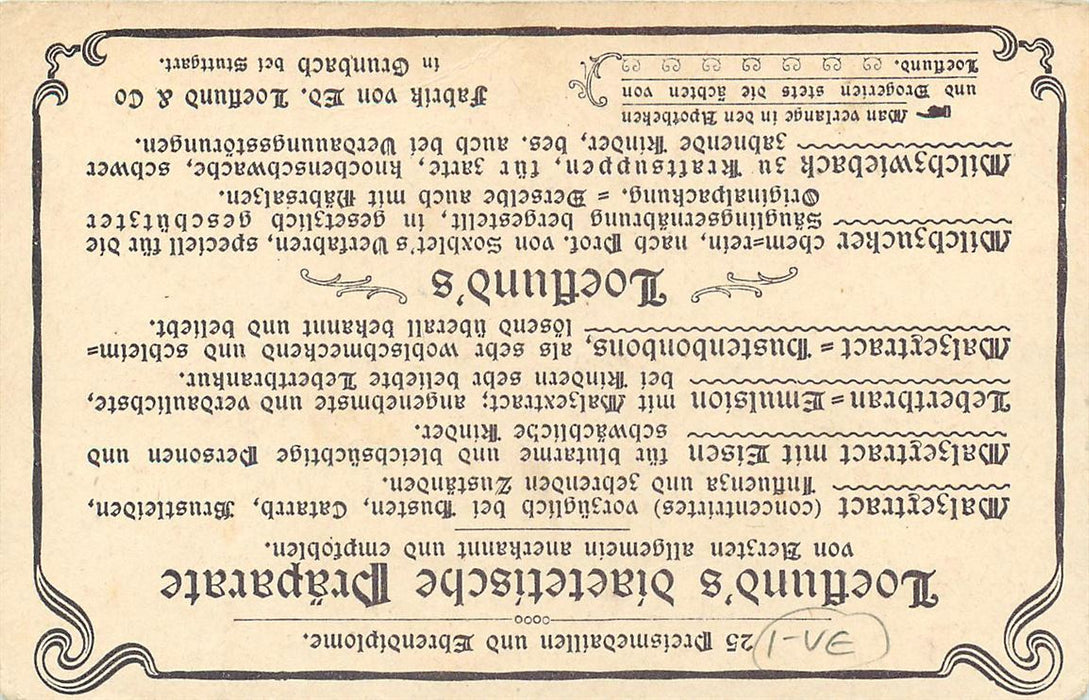 25 Preismedaillen und Ehrendiplome.
Loeflund's diaetetische Präparate
von Aerzten allgemein anerkannt und empfohlen.
Malzextract (concentrirtes) vorzüglich bei Husten, Catarrh, Brustleiden,
Influenza und zehrenden Zuständen.
Malzextract mit Eisen für blutarme und bleichsüchtige Personen und
schwächliche Kinder.
Leberthran=Emulsion mit Malzextract; angenehmste und verdaulichste,
bei Kindern sehr beliebte Leberthrankur.
Malzextract=Hustenbonbons, als sehr wohlschmeckend und schleim=
lösend überall bekannt und beliebt.
Loeflund's
Milchzucker chem=rein, nach Prof. von Soxhlet's Verfahren, speciell für die
Säuglingsernährung hergestellt, in gesetzlich geschützter
Originalpackung. = Derselbe auch mit Nährsalzen.
Milchzwieback zu Kraftsuppen, für zarte, knochenschwache, schwer
zahnende Kinder, bes. auch bei Verdauungsstörungen.
Man verlange in den Apotheken
und Drogerien stets die ächten von
Loeflund.
Fabrik von Ed. Loeflund & Co
in Grunbach bei Stuttgart.
I-VE